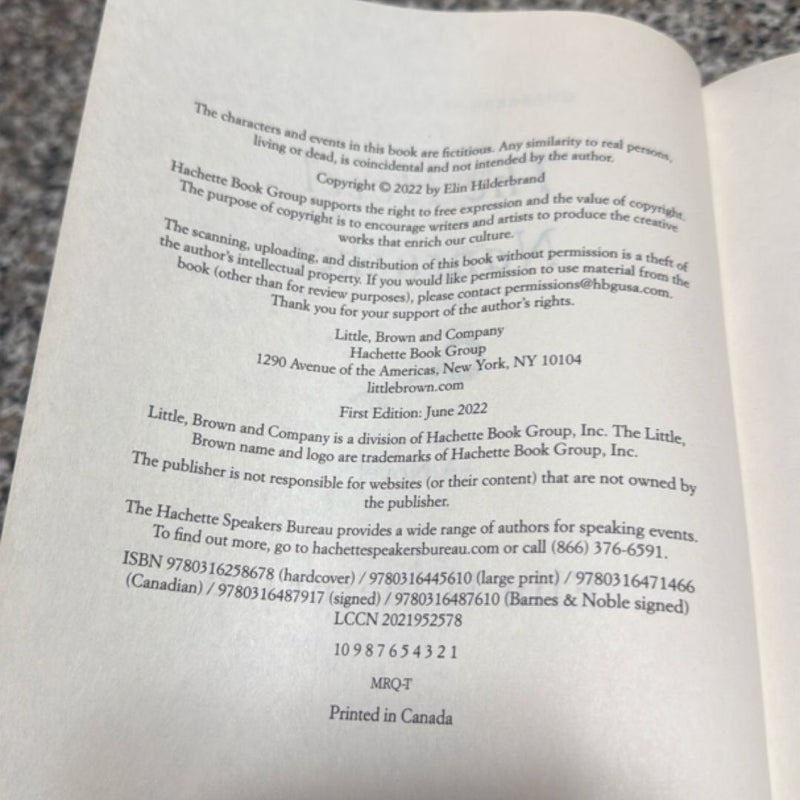 The characters and events in this book are fictitious. Any similarity to real persons,
living or dead, is coincidental and not intended by the author.
Copyright © 2022 by Elin Hilderbrand
Hachette Book Group supports the right to free expression and the value of copyright.
The purpose of copyright is to encourage writers and artists to produce the creative
works that enrich our culture.
The scanning, uploading, and distribution of this book without permission is a theft of
the author's intellectual property. If you would like permission to use material from the
book (other than for review purposes), please contact permissions@hbgusa.com.
Thank you for your support of the author's rights.
Little, Brown and Company
Hachette Book Group
1290 Avenue of the Americas, New York, NY 10104
littlebrown.com
First Edition: June 2022
Little, Brown and Company is a division of Hachette Book Group, Inc. The Little,
Brown name and logo are trademarks of Hachette Book Group, Inc.
The publisher is not responsible for websites (or their content) that are not owned by
the publisher.
The Hachette Speakers Bureau provides a wide range of authors for speaking events.
To find out more, go to hachettespeakersbureau.com or call (866) 376-6591.
ISBN 9780316258678 (hardcover) / 9780316445610 (large print) / 9780316471466
(Canadian) / 9780316487917 (signed) / 9780316487610 (Barnes & Noble signed)
LCCN 2021952578
10 9 8 7 6 5 4 3 2 1
MRQ-T
Printed in Canada